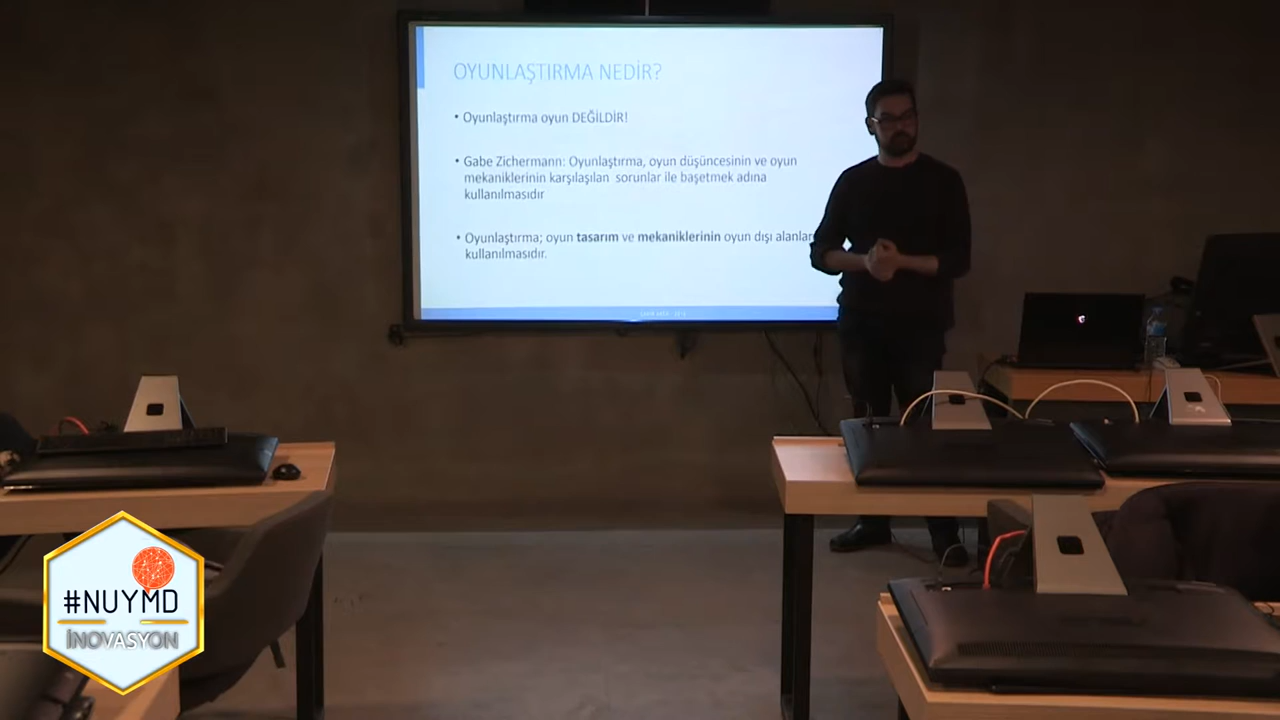 OYUNLAŞTIRMA NEDİR?
• Oyunlaştırma oyun DEĞİLDİR!
• Gabe Zichermann: Oyunlaştırma, oyun düşüncesinin ve oyun
mekaniklerinin karşılaşılan sorunlar ile başetmek adına
kullanılmasıdır
• Oyunlaştırma; oyun tasarım ve mekaniklerinin oyun dışı alanlar
kullanılmasıdır.
#NUYMD
İNOVASYON